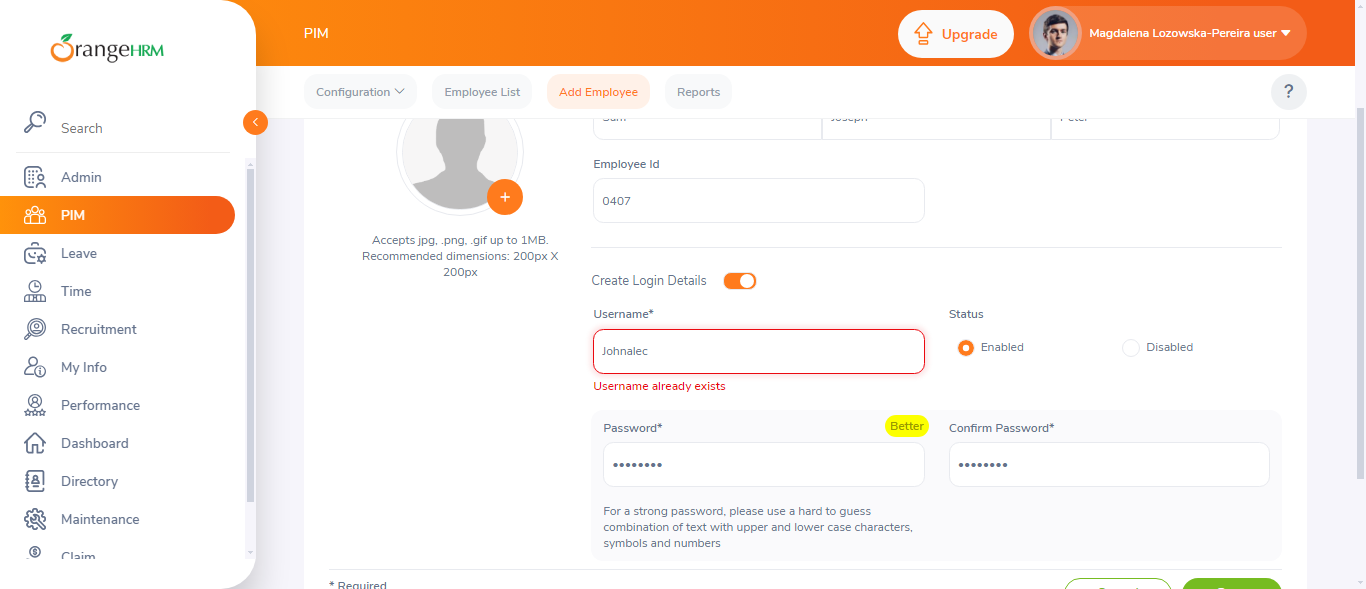 OrangeHRM
PIM
Upgrade
Magdalena Lozowska-Pereira user
Configuration
Employee List
Add Employee
Reports
?
Search
Admin
PIM
Leave
Time
Recruitment
My Info
Performance
Dashboard
Directory
Maintenance
Claim
Joseph
Employee Id
0407
Accepts jpg, .png, .gif up to 1MB.
Recommended dimensions: 200px X
200px
Create Login Details
Username*
Johnalec
Username already exists
Status
Enabled
Disabled
Password*
Better
••••••••
Confirm Password*
••••••••
For a strong password, please use a hard to guess
combination of text with upper and lower case characters,
symbols and numbers
* Required